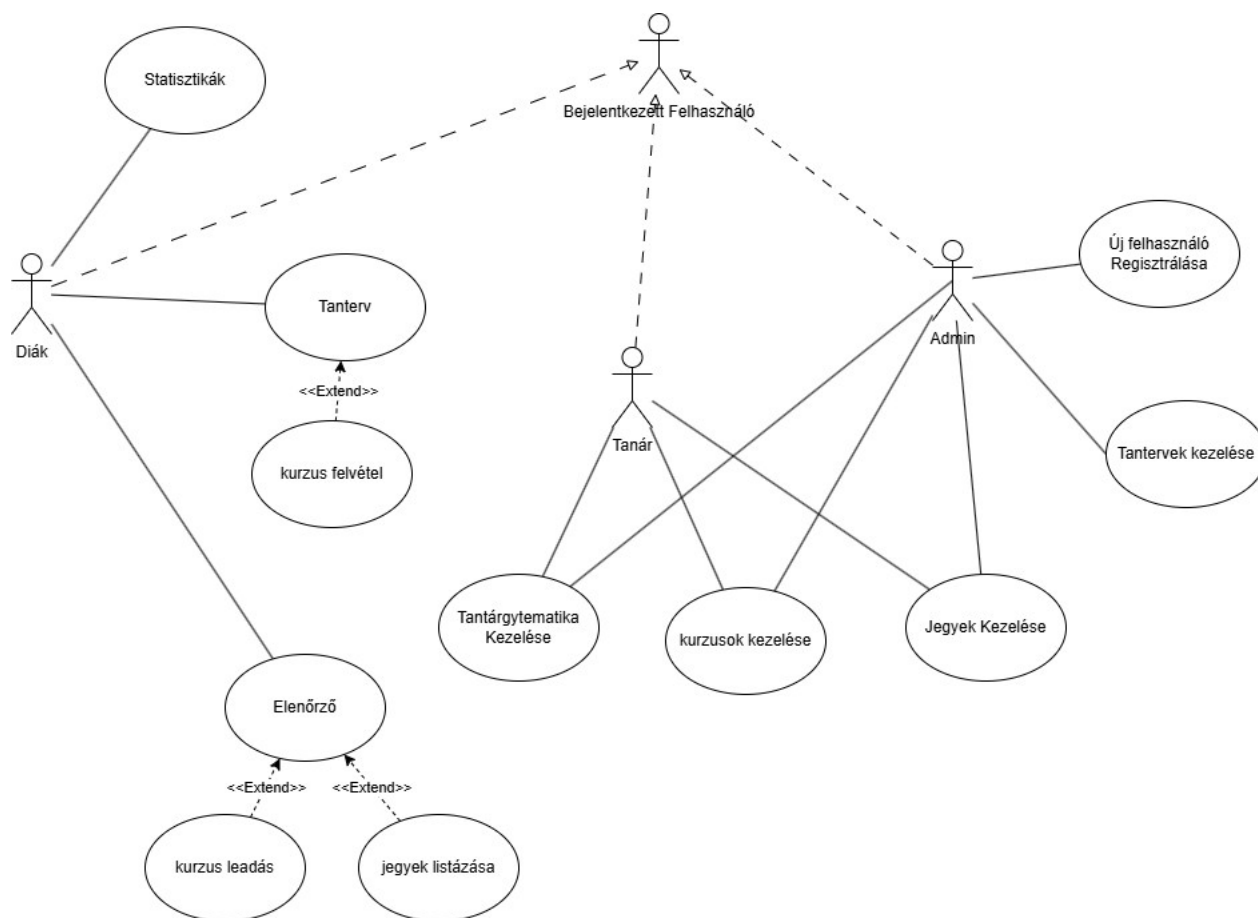 Statisztikák
Bejelentkezett Felhasználó
Új felhasználó
Regisztrálása
Tanterv
Diák
Admin
<<Extend>>
Tanár
kurzus felvétel
Tantervek kezelése
Tantárgytematika
Kezelése
kurzusok kezelése
Jegyek Kezelése
Elenőrző
<<Extend>>
<<Extend>>
kurzus leadás
jegyek listázása